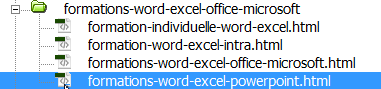 formations-word-excel-office-microsoft
formation-individuelle-word-excel.html
formation-word-excel-intra.html
formations-word-excel-office-microsoft.html
formations-word-excel-powerpoint.html